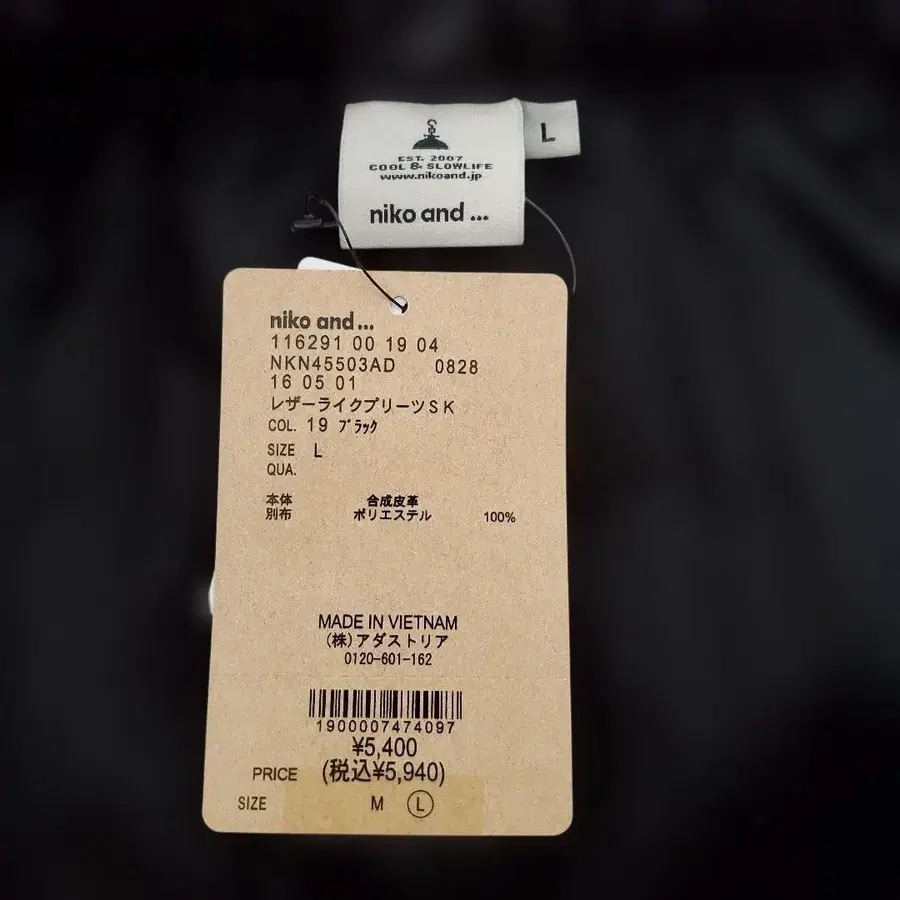 L
EST. 2007
COOL & SLOWLIFE
www.nikoand.jp
niko and ...
niko and ...
116291 00 19 04
NKN45503AD 0828
16 05 01
レザーライクプリーツSK
COL. 19 ブラック
SIZE L
QUA.
本体 合成皮革
別布 ポリエステル 100%
MADE IN VIETNAM
(株)アダストリア
0120-601-162
1900007474097
¥5,400
PRICE (税込¥5,940)
SIZE M L